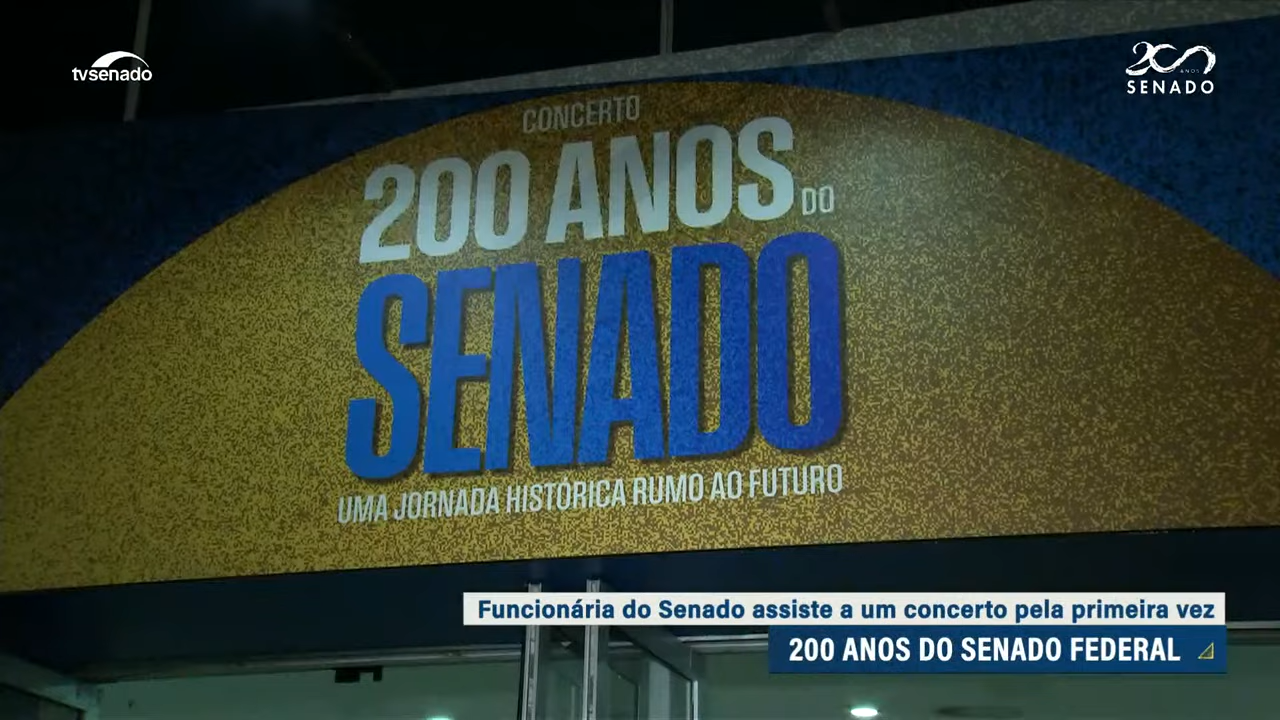 tvsenado
200
ANOS
SENADO
CONCERTO
200 ANOS DO
SENADO
UMA JORNADA HISTÓRICA RUMO AO FUTURO
Funcionária do Senado assiste a um concerto pela primeira vez
200 ANOS DO SENADO FEDERAL